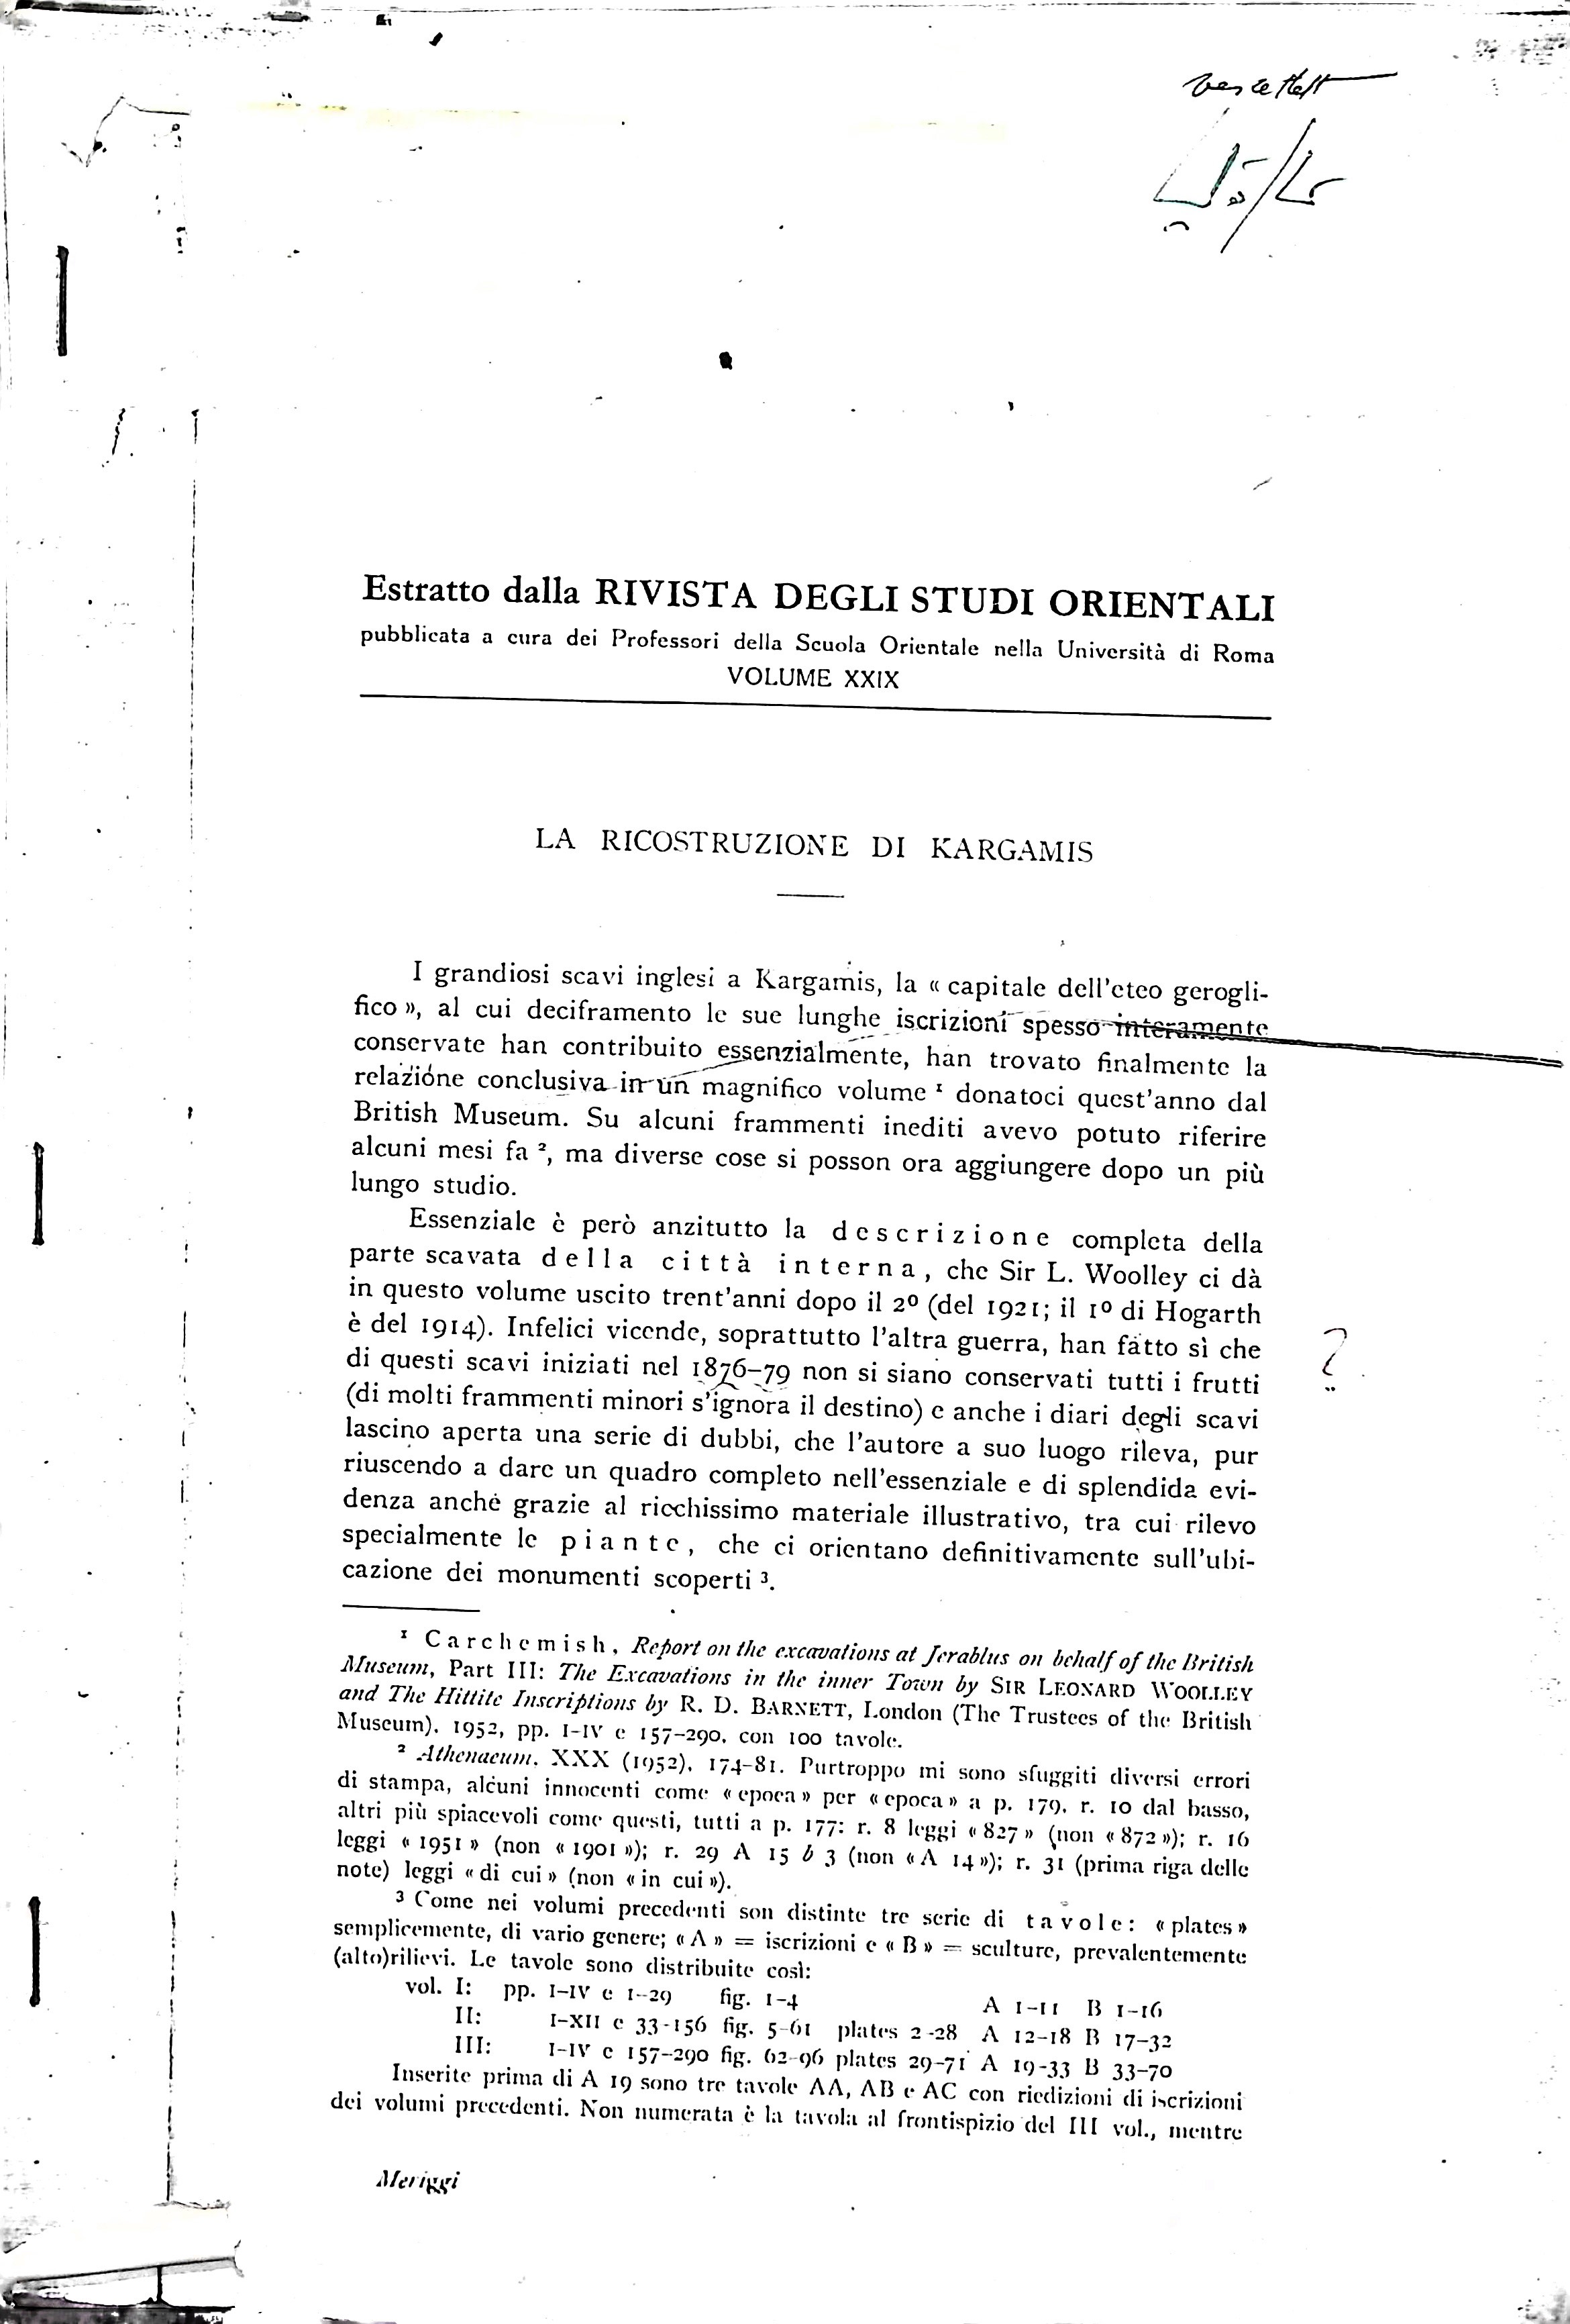 Estratto dalla RIVISTA DEGLI STUDI ORIENTALI
pubblicata a cura dei Professori della Scuola Orientale nella Università di Roma
VOLUME XXIX
LA RICOSTRUZIONE DI KARGAMIS
I grandiosi scavi inglesi a Kargamis, la « capitale dell'eteo gerogli-
fico », al cui deciframento le sue lunghe iscrizioni spesso interamente
conservate han contribuito essenzialmente, han trovato finalmente la
relazione conclusiva in un magnifico volume ¹ donatoci quest'anno dal
British Museum. Su alcuni frammenti inediti avevo potuto riferire
alcuni mesi fa ², ma diverse cose si posson ora aggiungere dopo un più
lungo studio.
Essenziale è però anzitutto la descrizione completa della
parte scavata della città interna, che Sir L. Woolley ci dà
in questo volume uscito trent'anni dopo il 2º (del 1921; il 1º di Hogarth
è del 1914). Infelici vicende, soprattutto l'altra guerra, han fatto sì che
di questi scavi iniziati nel 1876-79 non si siano conservati tutti i frutti
(di molti frammenti minori s'ignora il destino) e anche i diari degli scavi
lascino aperta una serie di dubbi, che l'autore a suo luogo rileva, pur
riuscendo a dare un quadro completo nell'essenziale e di splendida evi-
denza anche grazie al ricchissimo materiale illustrativo, tra cui rilevo
specialmente le piante, che ci orientano definitivamente sull'ubi-
cazione dei monumenti scoperti ³.
?
¹ Carchemish, Report on the excavations at Jerablus on behalf of the British
Museum, Part III: The Excavations in the inner Town by SIR LEONARD WOOLLEY
and The Hittite Inscriptions by R. D. BARNETT, London (The Trustees of the British
Museum), 1952, pp. I-IV e 157-290, con 100 tavole.
² Athenaeum, XXX (1952), 174-81. Purtroppo mi sono sfuggiti diversi errori
di stampa, alcuni innocenti come « epoca » per « epoca » a p. 179, r. 10 dal basso,
altri più spiacevoli come questi, tutti a p. 177: r. 8 leggi « 827 » (non « 872 »); r. 16
leggi « 1951 » (non « 1901 »); r. 29 A 15 b 3 (non « A 14 »); r. 31 (prima riga delle
note) leggi « di cui » (non « in cui »).
³ Come nei volumi precedenti son distinte tre serie di tavole: « plates »
semplicemente, di vario genere; « A » = iscrizioni e « B » = sculture, prevalentemente
(alto)rilievi. Le tavole sono distribuite così:
vol. I: pp. I-IV e 1-29 fig. 1-4 A 1-11 B 1-16
II: I-XII e 33-156 fig. 5-61 plates 2-28 A 12-18 B 17-32
III: I-IV e 157-290 fig. 62-96 plates 29-71 A 19-33 B 33-70
Inserite prima di A 19 sono tre tavole AA, AB e AC con riedizioni di iscrizioni
dei volumi precedenti. Non numerata è la tavola al frontispizio del III vol., mentre
Meriggi